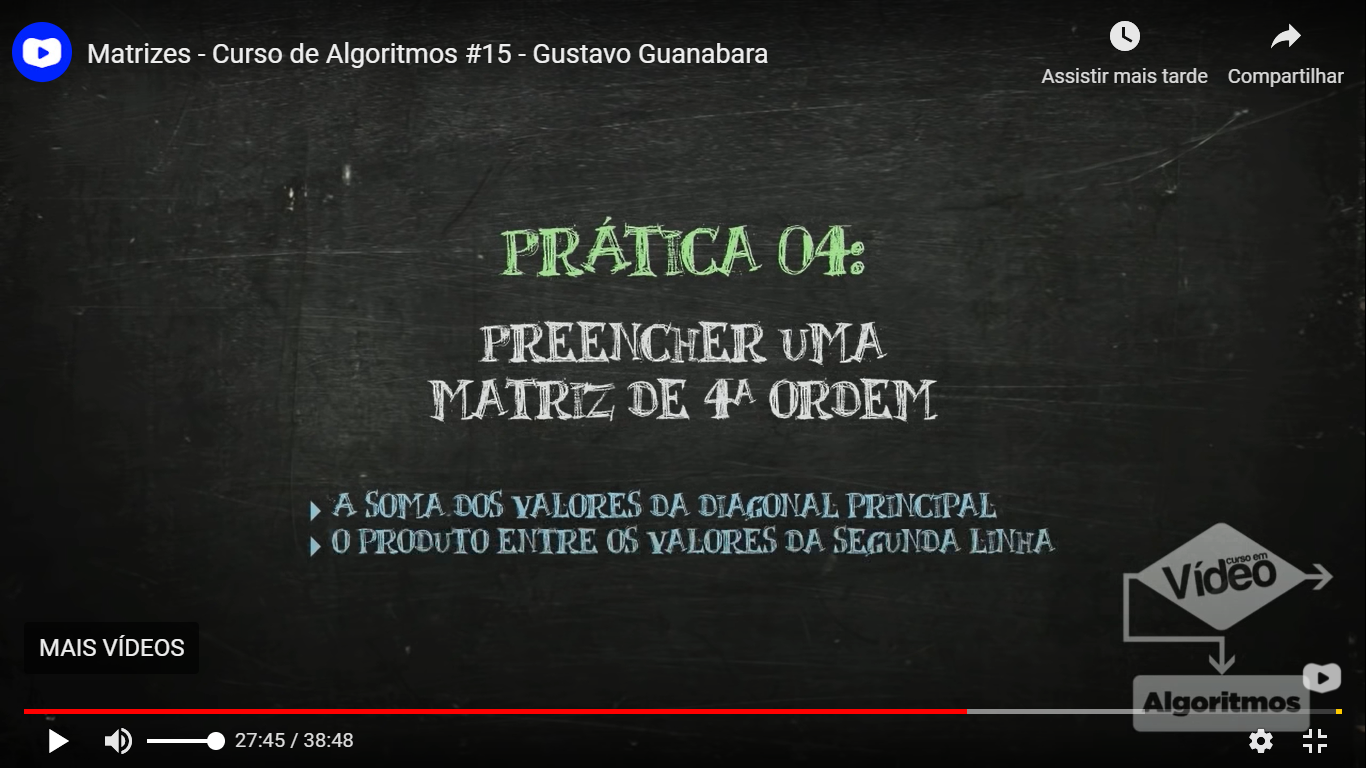 Matrizes - Curso de Algoritmos #15 - Gustavo Guanabara
Assistir mais tarde
Compartilhar
PRÁTICA 04:
PREENCHER UMA
MATRIZ DE 4ª ORDEM
A SOMA DOS VALORES DA DIAGONAL PRINCIPAL
O PRODUTO ENTRE OS VALORES DA SEGUNDA LINHA
curso em
Vídeo
Algoritmos
MAIS VÍDEOS
27:45 / 38:48